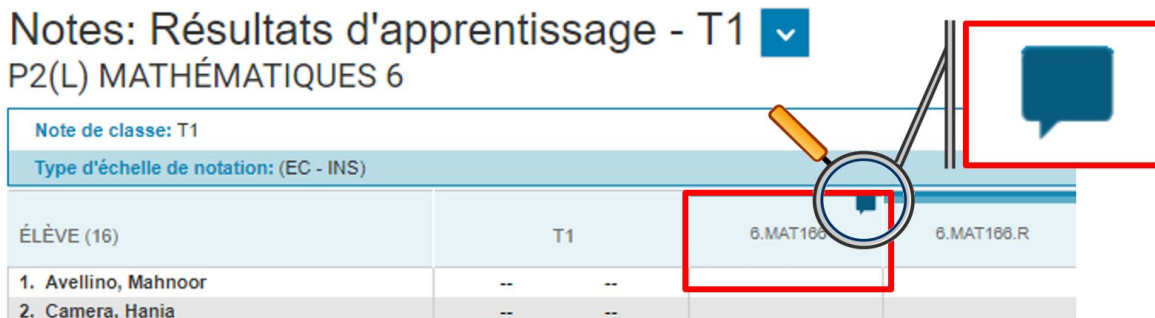 Notes: Résultats d'apprentissage - T1
P2(L) MATHÉMATIQUES 6
Note de classe: T1
Type d'échelle de notation: (EC - INS)
ÉLÈVE (16) T1 6.MAT166 6.MAT166.R
1. Avellino, Mahnoor -- --
2. Camera, Hania -- --